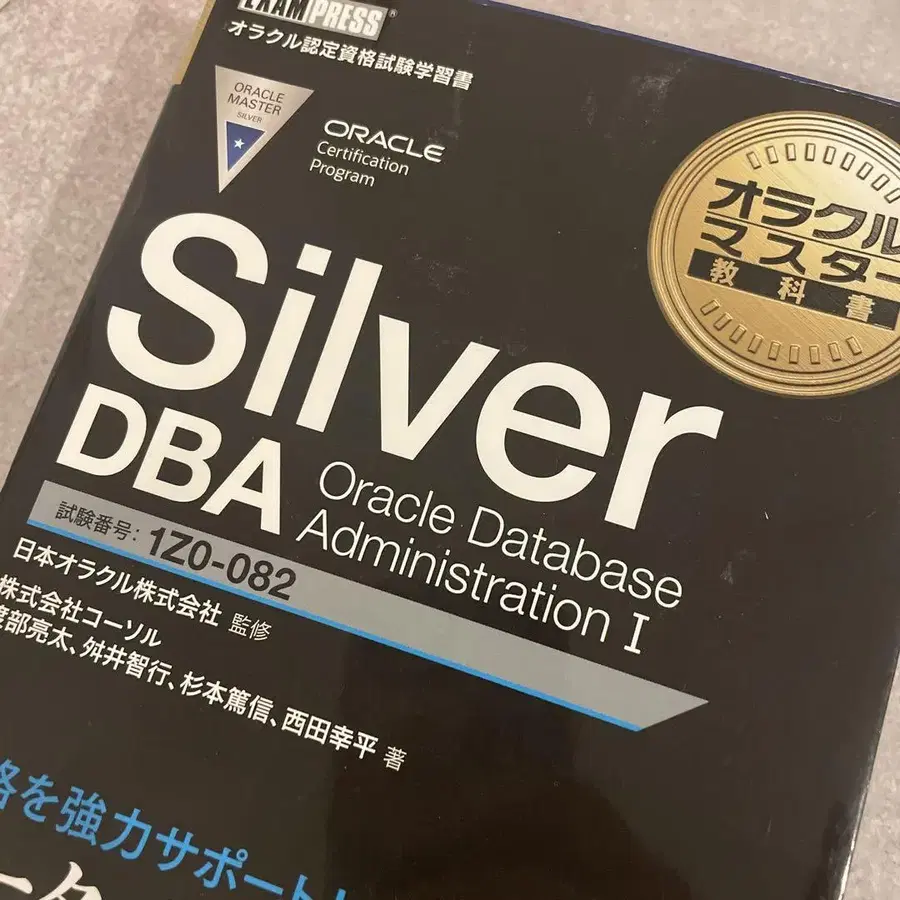 EXAMPRESS®
オラクル認定資格試験学習書
ORACLE
MASTER
SILVER
ORACLE
Certification
Program
オラクル
マスター
教科書
Silver
DBA
Oracle Database
Administration I
試験番号: 1Z0-082
日本オラクル株式会社 監修
株式会社コーソル
渡部亮太、舛井智行、杉本篤信、西田幸平 著
格を強力サポート